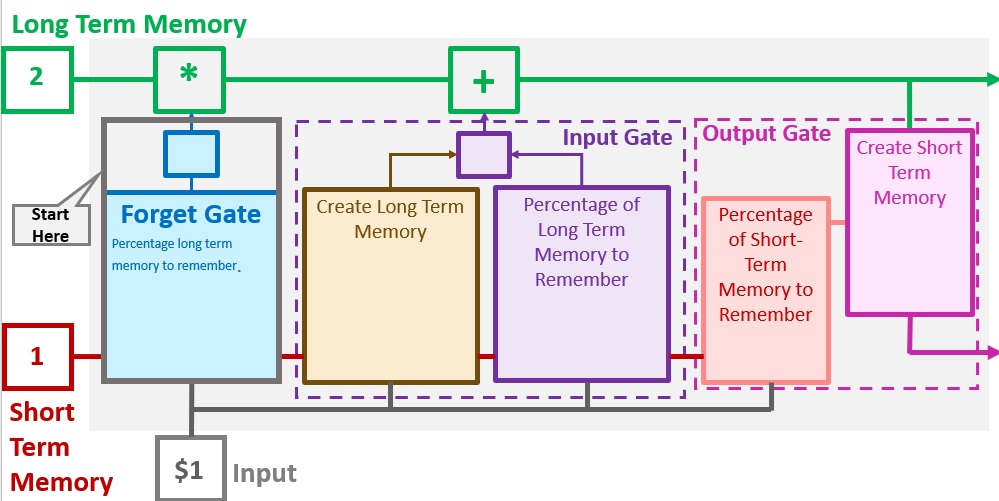 Long Term Memory
2
*
+
Input Gate
Output Gate
Start
Here
Forget Gate
Percentage long term
memory to remember.
Create Long Term
Memory
Percentage of
Long Term
Memory to
Remember
Percentage
of Short-
Term
Memory to
Remember
Create Short
Term
Memory
1
Short
Term
Memory
$1
Input